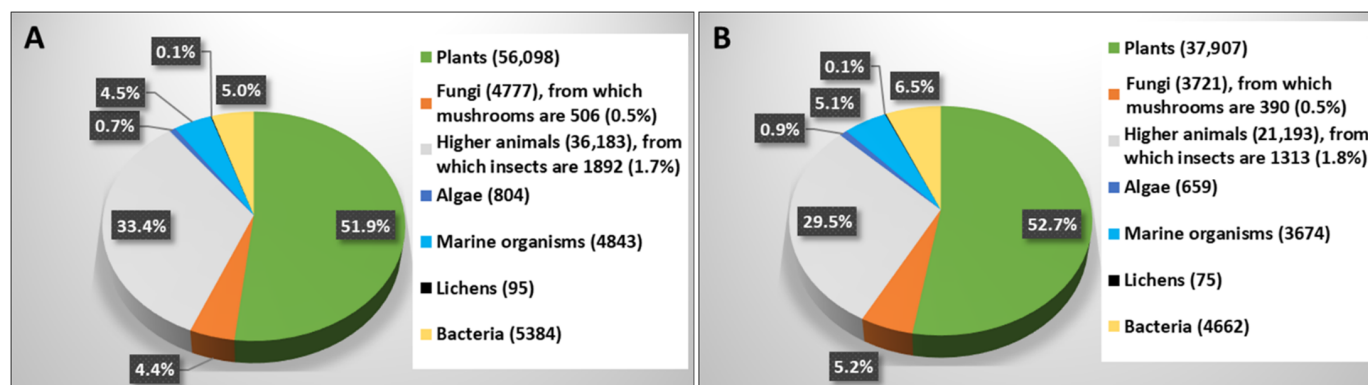 A
0.1%
4.5%
5.0%
0.7%
33.4%
51.9%
4.4%
Plants (56,098)
Fungi (4777), from which
mushrooms are 506 (0.5%)
Higher animals (36,183), from
which insects are 1892 (1.7%)
Algae (804)
Marine organisms (4843)
Lichens (95)
Bacteria (5384)
B
0.1%
6.5%
5.1%
0.9%
29.5%
52.7%
5.2%
Plants (37,907)
Fungi (3721), from which
mushrooms are 390 (0.5%)
Higher animals (21,193), from
which insects are 1313 (1.8%)
Algae (659)
Marine organisms (3674)
Lichens (75)
Bacteria (4662)